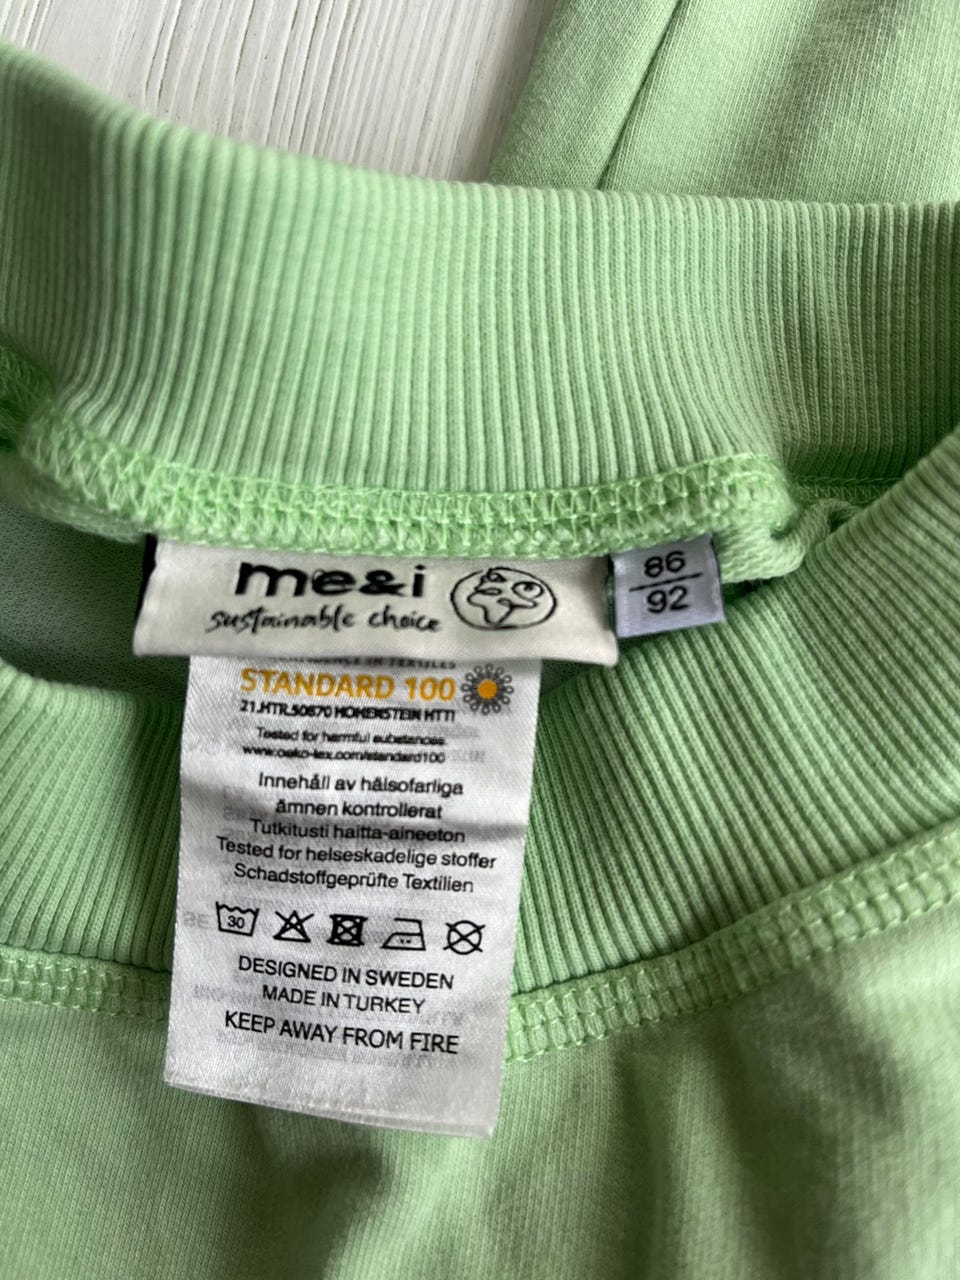 me&i
sustainable choice
86
92
STANDARD 100
21.HTR.50670 HOHENSTEIN HTTI
Tested for harmful substances
www.oeko-tex.com/standard100
Innehåll av hälsofarliga
ämnen kontrollerat
Tutkitusti haitta-aineeton
Tested for helseskadelige stoffer
Schadstoffgeprüfte Textilien
30
DESIGNED IN SWEDEN
MADE IN TURKEY
KEEP AWAY FROM FIRE